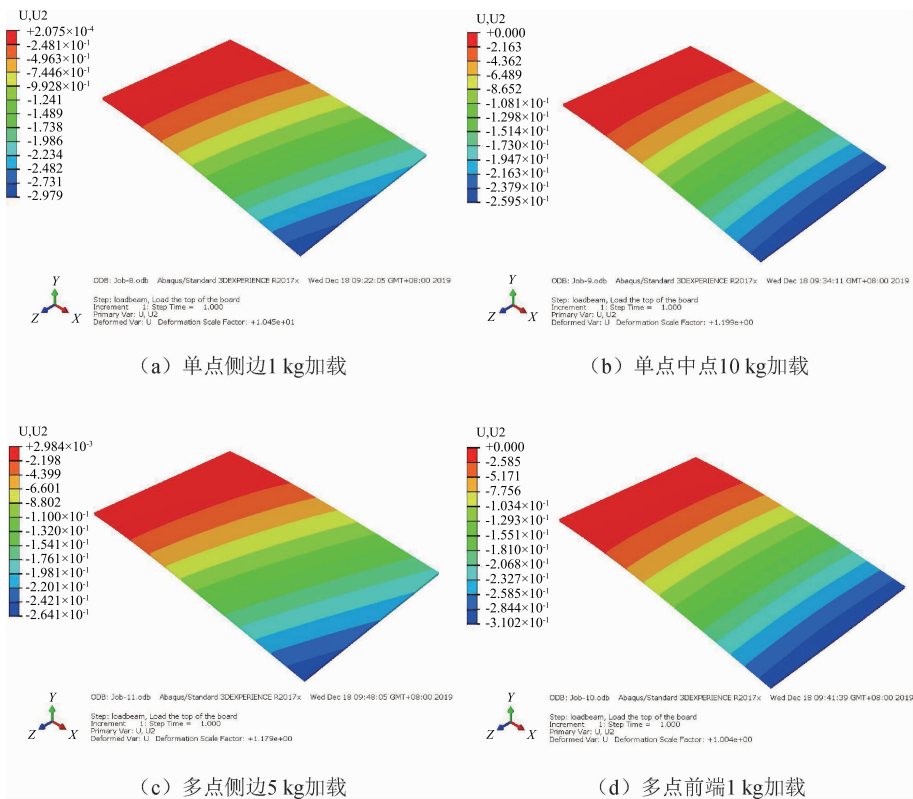 U,U2
+2.075×10⁻⁴
-2.481×10⁻¹
-4.963×10⁻¹
-7.446×10⁻¹
-9.928×10⁻¹
-1.241
-1.489
-1.738
-1.986
-2.234
-2.482
-2.731
-2.979
Y
Z
X
ODB: Job-8.odb Abaqus/Standard 3DEXPERIENCE R2017x Wed Dec 18 09:22:05 GMT+08:00 2019
Step: loadbeam, Load the top of the board
Increment 1: Step Time = 1.000
Primary Var: U, U2
Deformed Var: U Deformation Scale Factor: +1.045e+01
（a）单点侧边1 kg加载
U,U2
+0.000
-2.163
-4.362
-6.489
-8.652
-1.081×10⁻¹
-1.298×10⁻¹
-1.514×10⁻¹
-1.730×10⁻¹
-1.947×10⁻¹
-2.163×10⁻¹
-2.379×10⁻¹
-2.595×10⁻¹
Y
Z
X
ODB: Job-9.odb Abaqus/Standard 3DEXPERIENCE R2017x Wed Dec 18 09:34:11 GMT+08:00 2019
Step: loadbeam, Load the top of the board
Increment 1: Step Time = 1.000
Primary Var: U, U2
Deformed Var: U Deformation Scale Factor: +1.199e+00
（b）单点中点10 kg加载
U,U2
+2.984×10⁻³
-2.198
-4.399
-6.601
-8.802
-1.100×10⁻¹
-1.320×10⁻¹
-1.541×10⁻¹
-1.761×10⁻¹
-1.981×10⁻¹
-2.201×10⁻¹
-2.421×10⁻¹
-2.641×10⁻¹
Y
Z
X
ODB: Job-11.odb Abaqus/Standard 3DEXPERIENCE R2017x Wed Dec 18 09:48:05 GMT+08:00 2019
Step: loadbeam, Load the top of the board
Increment 1: Step Time = 1.000
Primary Var: U, U2
Deformed Var: U Deformation Scale Factor: +1.179e+00
（c）多点侧边5 kg加载
U,U2
+0.000
-2.585
-5.171
-7.756
-1.034×10⁻¹
-1.293×10⁻¹
-1.551×10⁻¹
-1.810×10⁻¹
-2.068×10⁻¹
-2.327×10⁻¹
-2.585×10⁻¹
-2.844×10⁻¹
-3.102×10⁻¹
Y
Z
X
ODB: Job-10.odb Abaqus/Standard 3DEXPERIENCE R2017x Wed Dec 18 09:41:39 GMT+08:00 2019
Step: loadbeam, Load the top of the board
Increment 1: Step Time = 1.000
Primary Var: U, U2
Deformed Var: U Deformation Scale Factor: +1.004e+00
（d）多点前端1 kg加载